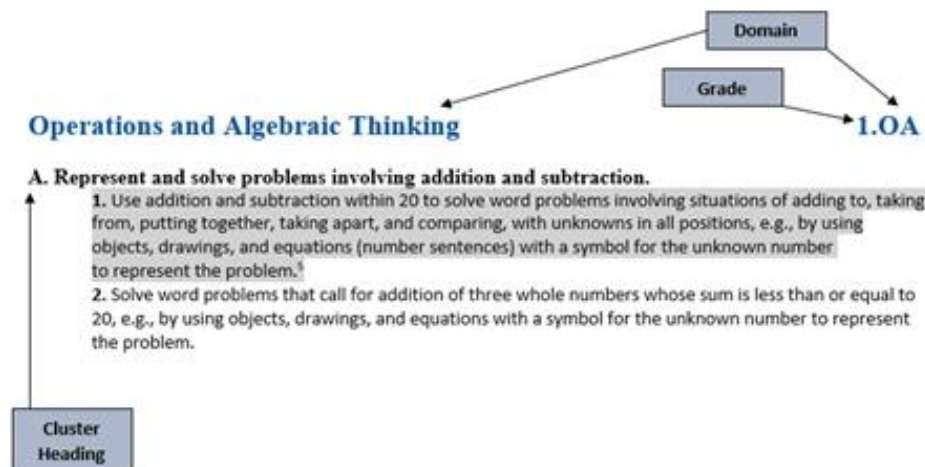 Domain
Grade
Operations and Algebraic Thinking 1.OA
A. Represent and solve problems involving addition and subtraction.
1. Use addition and subtraction within 20 to solve word problems involving situations of adding to, taking
from, putting together, taking apart, and comparing, with unknowns in all positions, e.g., by using
objects, drawings, and equations (number sentences) with a symbol for the unknown number
to represent the problem.
2. Solve word problems that call for addition of three whole numbers whose sum is less than or equal to
20, e.g., by using objects, drawings, and equations with a symbol for the unknown number to represent
the problem.
Cluster
Heading